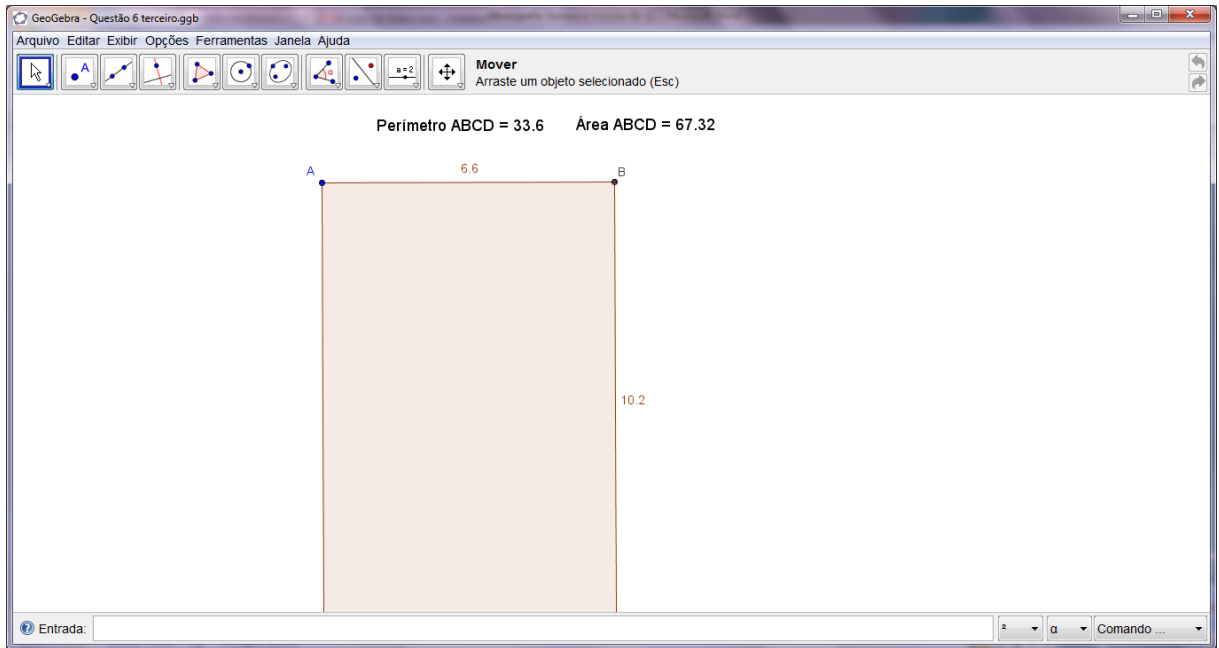 GeoGebra - Questão 6 terceiro.ggb
Arquivo Editar Exibir Opções Ferramentas Janela Ajuda
A
α
a=2
Mover
Arraste um objeto selecionado (Esc)
Perímetro ABCD = 33.6 Área ABCD = 67.32
A 6.6 B
10.2
Entrada: ² α Comando ...